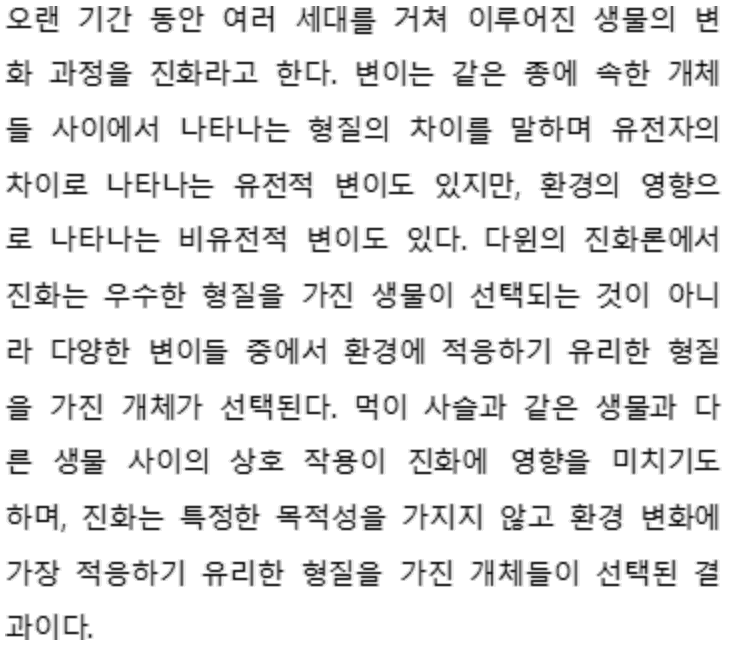 오랜 기간 동안 여러 세대를 거쳐 이루어진 생물의 변
화 과정을 진화라고 한다. 변이는 같은 종에 속한 개체
들 사이에서 나타나는 형질의 차이를 말하며 유전자의
차이로 나타나는 유전적 변이도 있지만, 환경의 영향으
로 나타나는 비유전적 변이도 있다. 다윈의 진화론에서
진화는 우수한 형질을 가진 생물이 선택되는 것이 아니
라 다양한 변이들 중에서 환경에 적응하기 유리한 형질
을 가진 개체가 선택된다. 먹이 사슬과 같은 생물과 다
른 생물 사이의 상호 작용이 진화에 영향을 미치기도
하며, 진화는 특정한 목적성을 가지지 않고 환경 변화에
가장 적응하기 유리한 형질을 가진 개체들이 선택된 결
과이다.